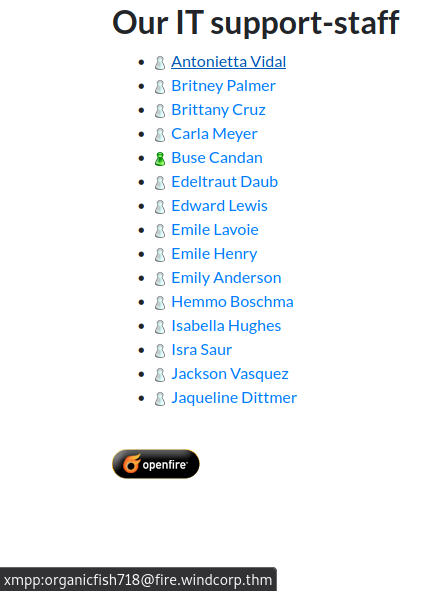 Our IT support-staff
Antonietta Vidal
Britney Palmer
Brittany Cruz
Carla Meyer
Buse Candan
Edeltraut Daub
Edward Lewis
Emile Lavoie
Emile Henry
Emily Anderson
Hemmo Boschma
Isabella Hughes
Isra Saur
Jackson Vasquez
Jaqueline Dittmer
openfire
xmpp:organicfish718@fire.windcorp.thm